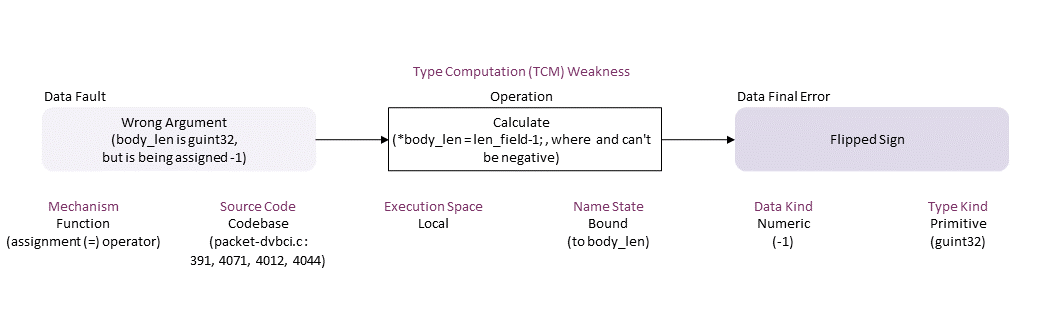 Type Computation (TCM) Weakness
Data Fault
Operation
Data Final Error
Wrong Argument
(body_len is guint32,
but is being assigned -1)
Calculate
(*body_len = len_field-1; , where and can't
be negative)
Flipped Sign
Mechanism
Function
(assignment (=) operator)
Source Code
Codebase
(packet-dvbci.c:
391, 4071, 4012, 4044)
Execution Space
Local
Name State
Bound
(to body_len)
Data Kind
Numeric
(-1)
Type Kind
Primitive
(guint32)